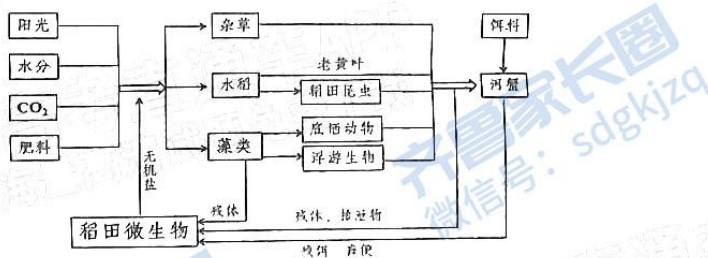 阳光
水分
CO₂
肥料
无机盐
杂草
水稻
老黄叶
稻田昆虫
藻类
底栖动物
浮游生物
饵料
河蟹
残体
残体、排泄物
残饵 粪便
稻田微生物
齐鲁家长圈
微信号：sdgkjzq